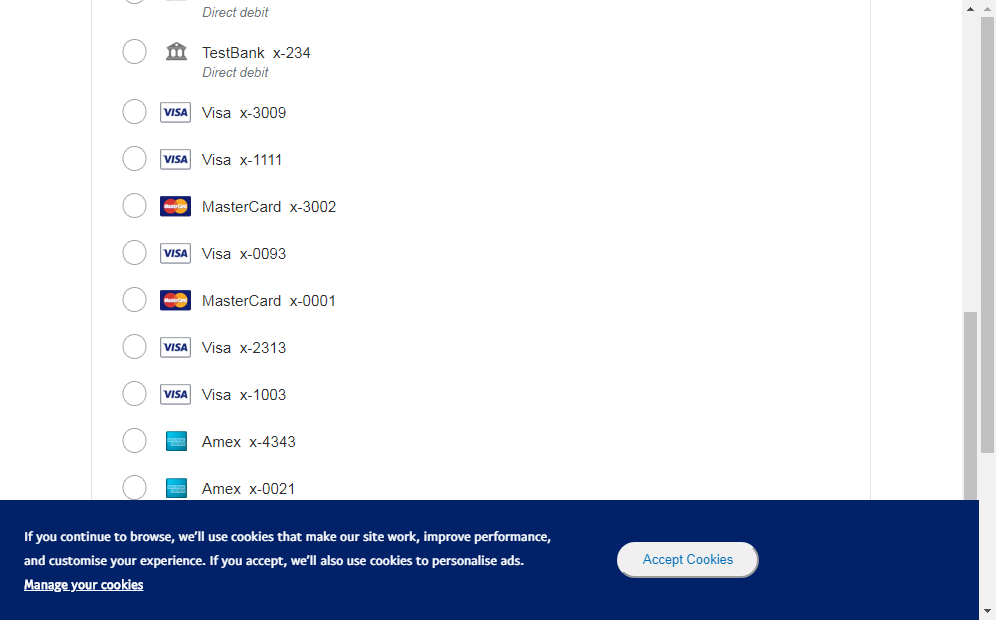 Direct debit
TestBank x-234
Direct debit
VISA Visa x-3009
VISA Visa x-1111
MasterCard MasterCard x-3002
VISA Visa x-0093
MasterCard MasterCard x-0001
VISA Visa x-2313
VISA Visa x-1003
Amex x-4343
Amex x-0021
If you continue to browse, we'll use cookies that make our site work, improve performance,
and customise your experience. If you accept, we'll also use cookies to personalise ads.
Manage your cookies
Accept Cookies